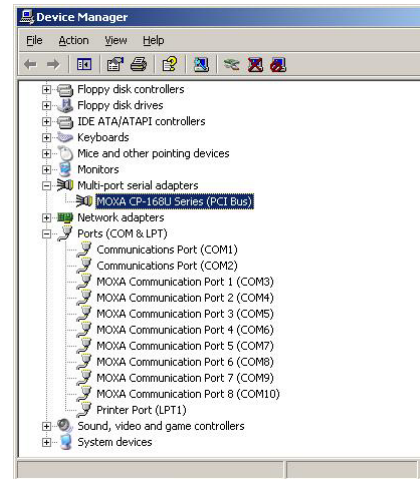 Device Manager
File Action View Help
Floppy disk controllers
Floppy disk drives
IDE ATA/ATAPI controllers
Keyboards
Mice and other pointing devices
Monitors
Multi-port serial adapters
MOXA CP-168U Series (PCI Bus)
Network adapters
Ports (COM & LPT)
Communications Port (COM1)
Communications Port (COM2)
MOXA Communication Port 1 (COM3)
MOXA Communication Port 2 (COM4)
MOXA Communication Port 3 (COM5)
MOXA Communication Port 4 (COM6)
MOXA Communication Port 5 (COM7)
MOXA Communication Port 6 (COM8)
MOXA Communication Port 7 (COM9)
MOXA Communication Port 8 (COM10)
Printer Port (LPT1)
Sound, video and game controllers
System devices